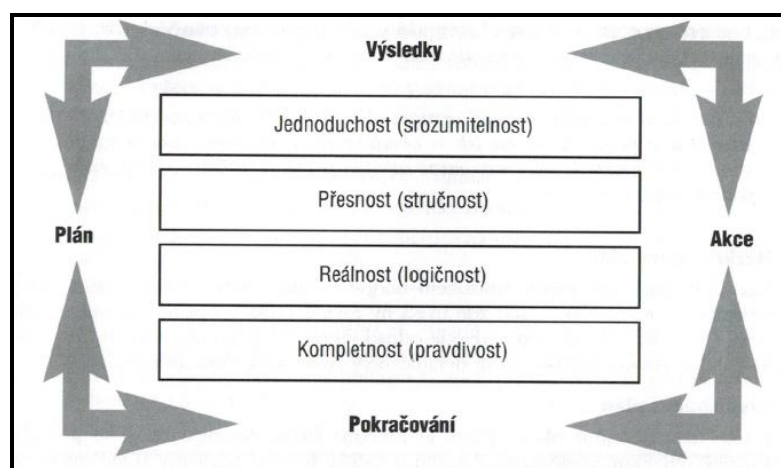 Výsledky
Jednoduchost (srozumitelnost)
Přesnost (stručnost)
Plán
Akce
Reálnost (logičnost)
Kompletnost (pravdivost)
Pokračování